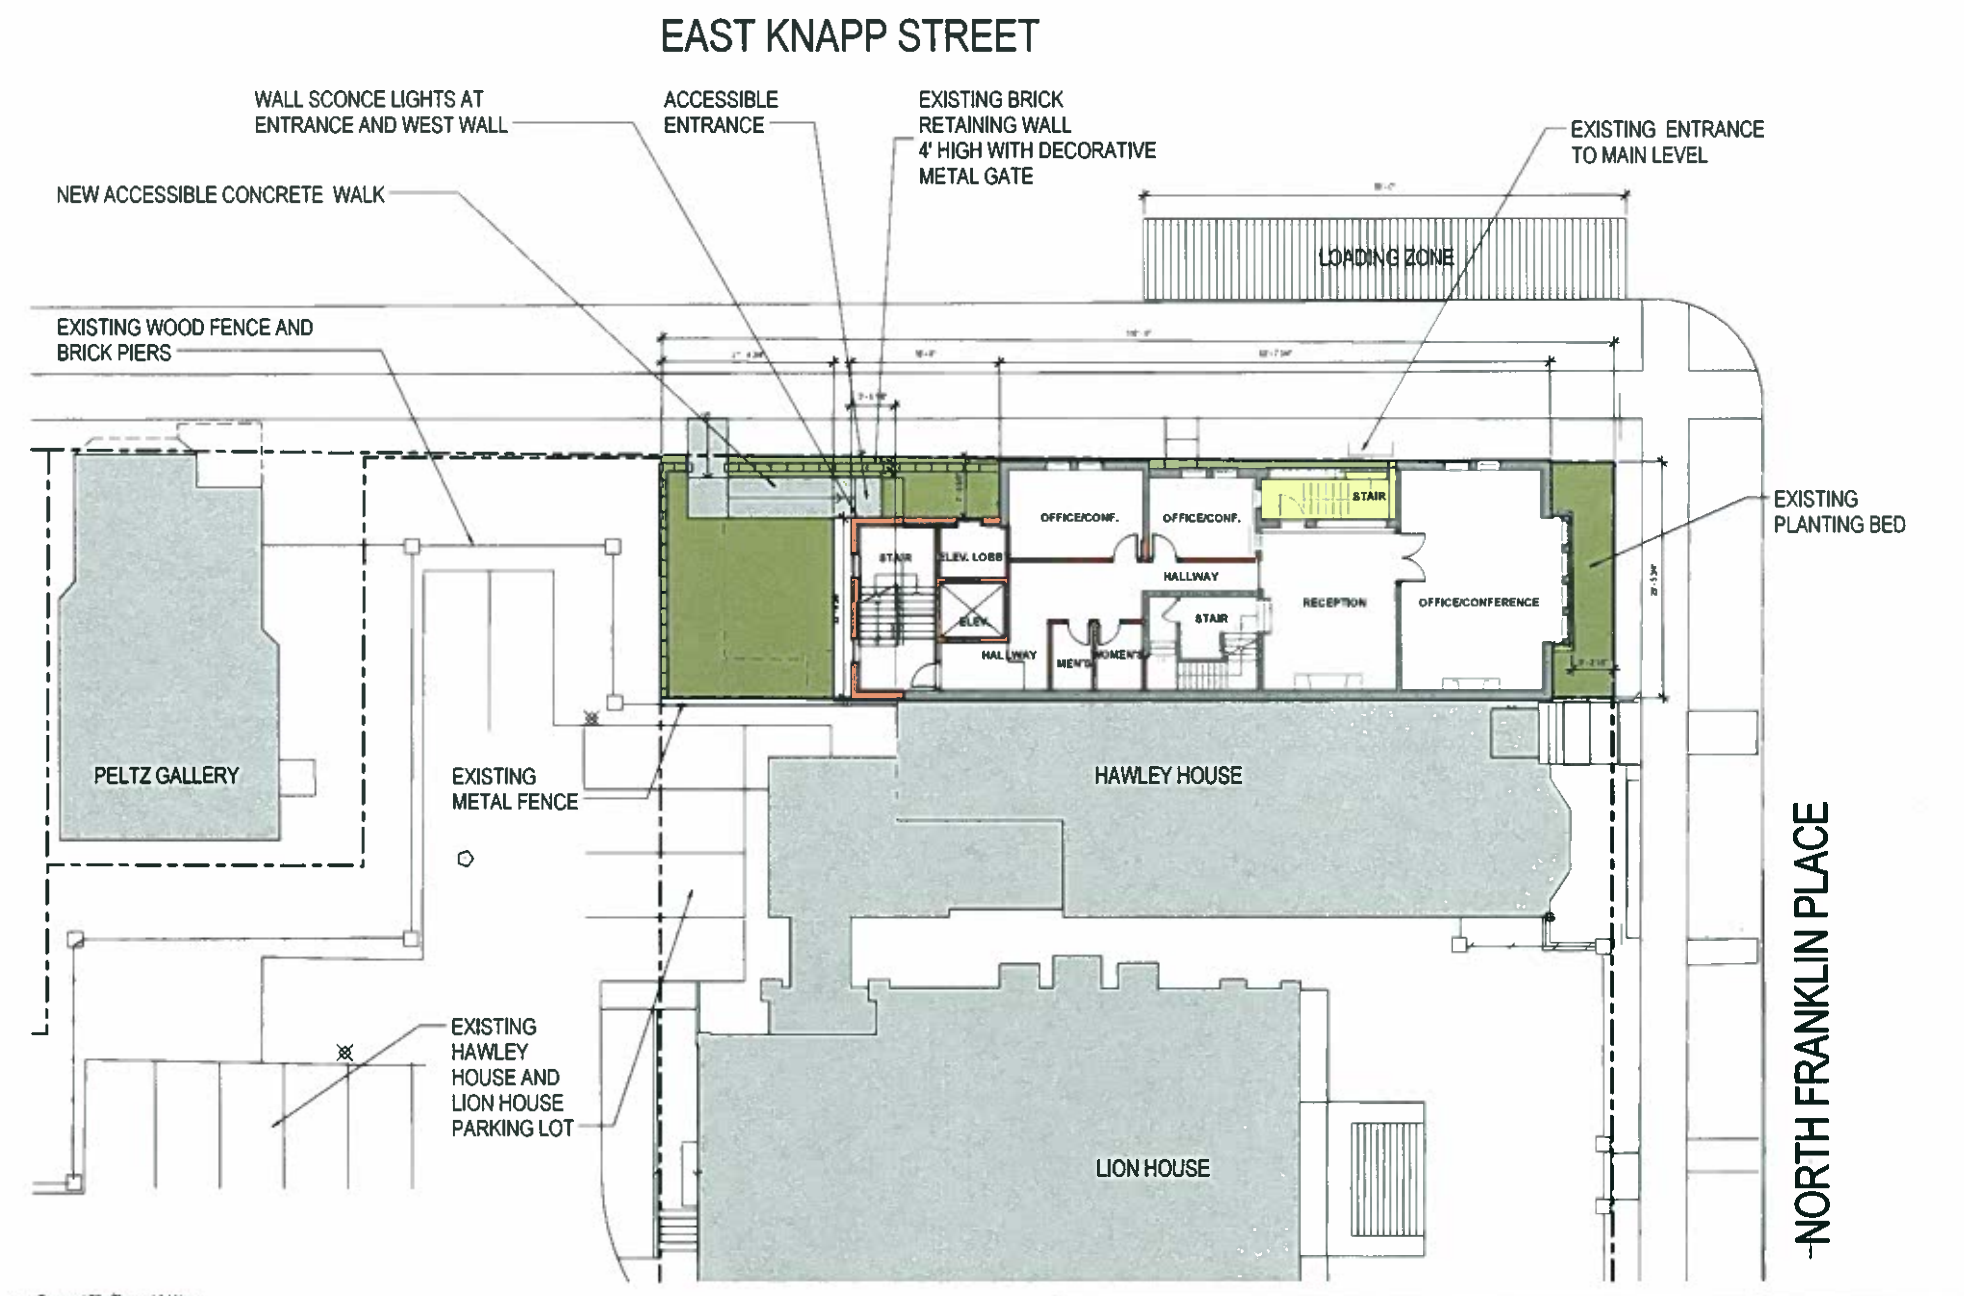 EAST KNAPP STREET
WALL SCONCE LIGHTS AT
ENTRANCE AND WEST WALL
ACCESSIBLE
ENTRANCE
EXISTING BRICK
RETAINING WALL
4' HIGH WITH DECORATIVE
METAL GATE
EXISTING ENTRANCE
TO MAIN LEVEL
NEW ACCESSIBLE CONCRETE WALK
LOADING ZONE
EXISTING WOOD FENCE AND
BRICK PIERS
EXISTING
PLANTING BED
STAIR
OFFICE/CONF.
OFFICE/CONF.
STAIR
ELEV. LOBB
HALLWAY
RECEPTION
OFFICE/CONFERENCE
ELEV.
STAIR
HALLWAY
MEN'S
WOMEN'S
PELTZ GALLERY
EXISTING
METAL FENCE
HAWLEY HOUSE
NORTH FRANKLIN PLACE
EXISTING
HAWLEY
HOUSE AND
LION HOUSE
PARKING LOT
LION HOUSE